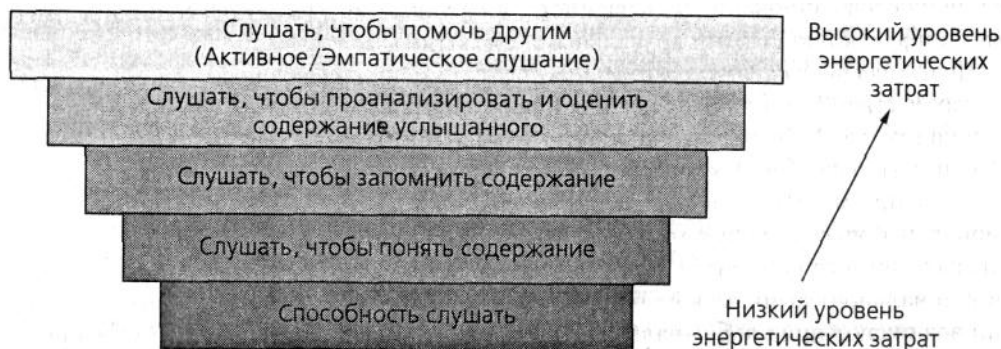 Слушать, чтобы помочь другим
(Активное/Эмпатическое слушание)
Слушать, чтобы проанализировать и оценить
содержание услышанного
Слушать, чтобы запомнить содержание
Слушать, чтобы понять содержание
Способность слушать
Высокий уровень
энергетических
затрат
Низкий уровень
энергетических затрат